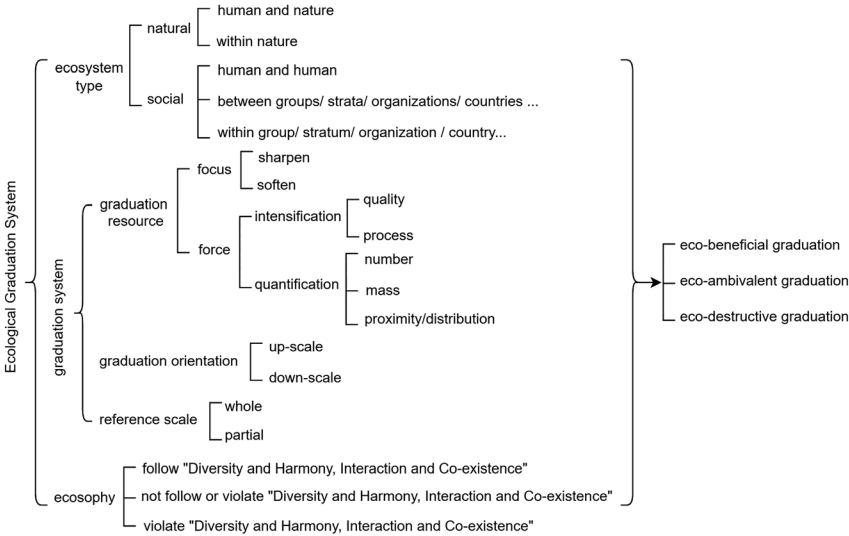 Ecological Graduation System
ecosystem
type
natural
human and nature
within nature
social
human and human
between groups/ strata/ organizations/ countries ...
within group/ stratum/ organization / country...
graduation system
graduation
resource
focus
sharpen
soften
force
intensification
quality
process
quantification
number
mass
proximity/distribution
graduation orientation
up-scale
down-scale
reference scale
whole
partial
ecosophy
follow "Diversity and Harmony, Interaction and Co-existence"
not follow or violate "Diversity and Harmony, Interaction and Co-existence"
violate "Diversity and Harmony, Interaction and Co-existence"
eco-beneficial graduation
eco-ambivalent graduation
eco-destructive graduation